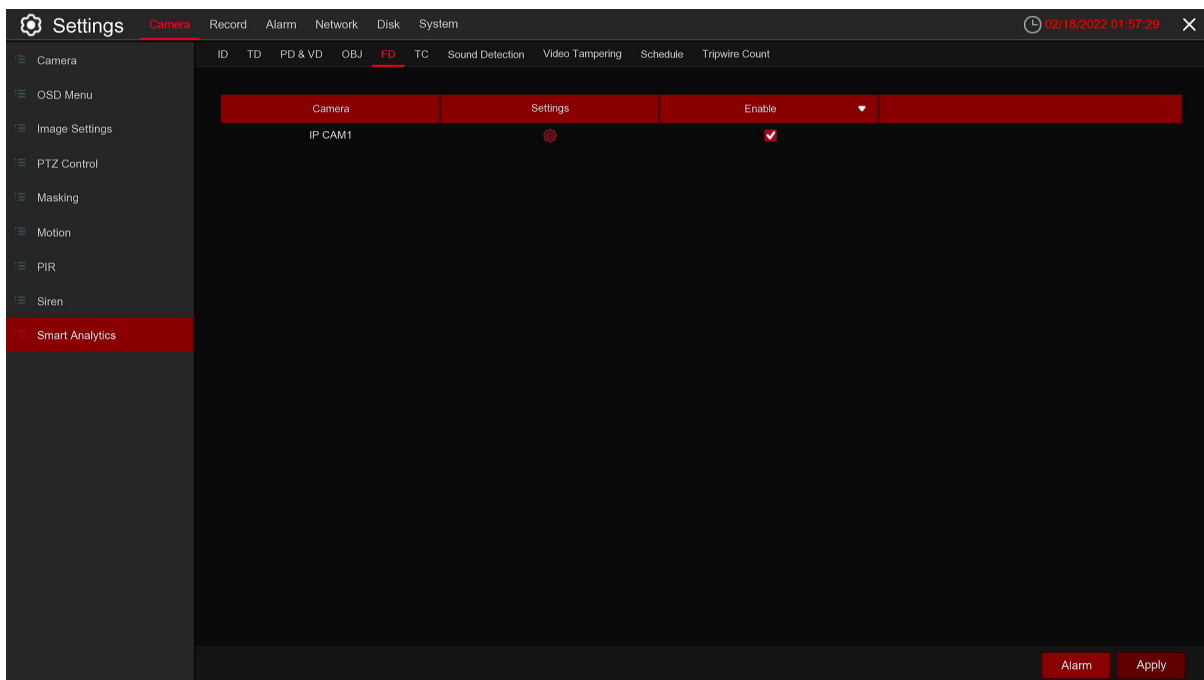 Settings Camera Record Alarm Network Disk System 02/18/2022 01:57:29
ID TD PD & VD OBJ FD TC Sound Detection Video Tampering Schedule Tripwire Count
Camera
OSD Menu
Image Settings
PTZ Control
Masking
Motion
PIR
Siren
Smart Analytics
Camera Settings Enable
IP CAM1
Alarm Apply